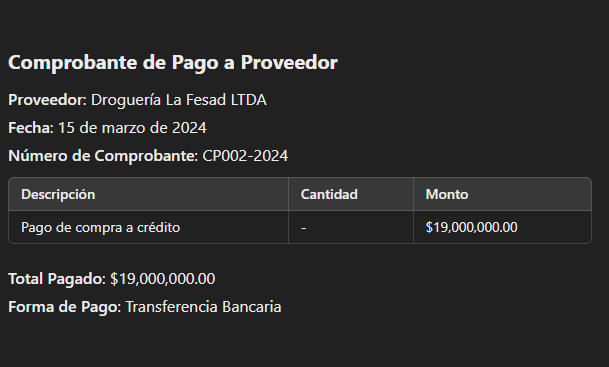 Comprobante de Pago a Proveedor
Proveedor: Droguería La Fesad LTDA
Fecha: 15 de marzo de 2024
Número de Comprobante: CP002-2024
Descripción Cantidad Monto
Pago de compra a crédito - $19,000,000.00
Total Pagado: $19,000,000.00
Forma de Pago: Transferencia Bancaria